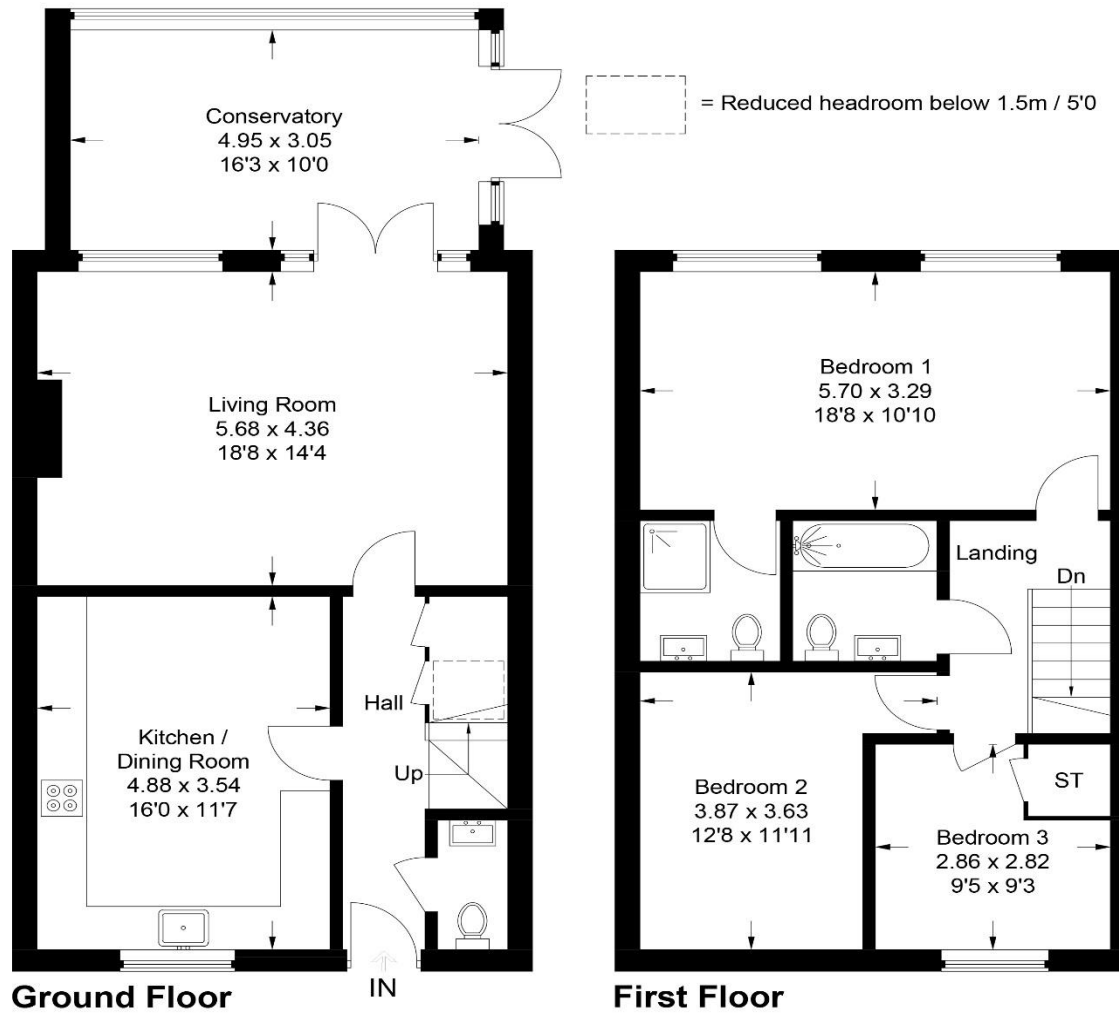 Conservatory
4.95 x 3.05
16'3 x 10'0
= Reduced headroom below 1.5m / 5'0
Living Room
5.68 x 4.36
18'8 x 14'4
Kitchen /
Dining Room
4.88 x 3.54
16'0 x 11'7
Hall
Up
IN
Ground Floor
Bedroom 1
5.70 x 3.29
18'8 x 10'10
Landing
Dn
Bedroom 2
3.87 x 3.63
12'8 x 11'11
ST
Bedroom 3
2.86 x 2.82
9'5 x 9'3
First Floor